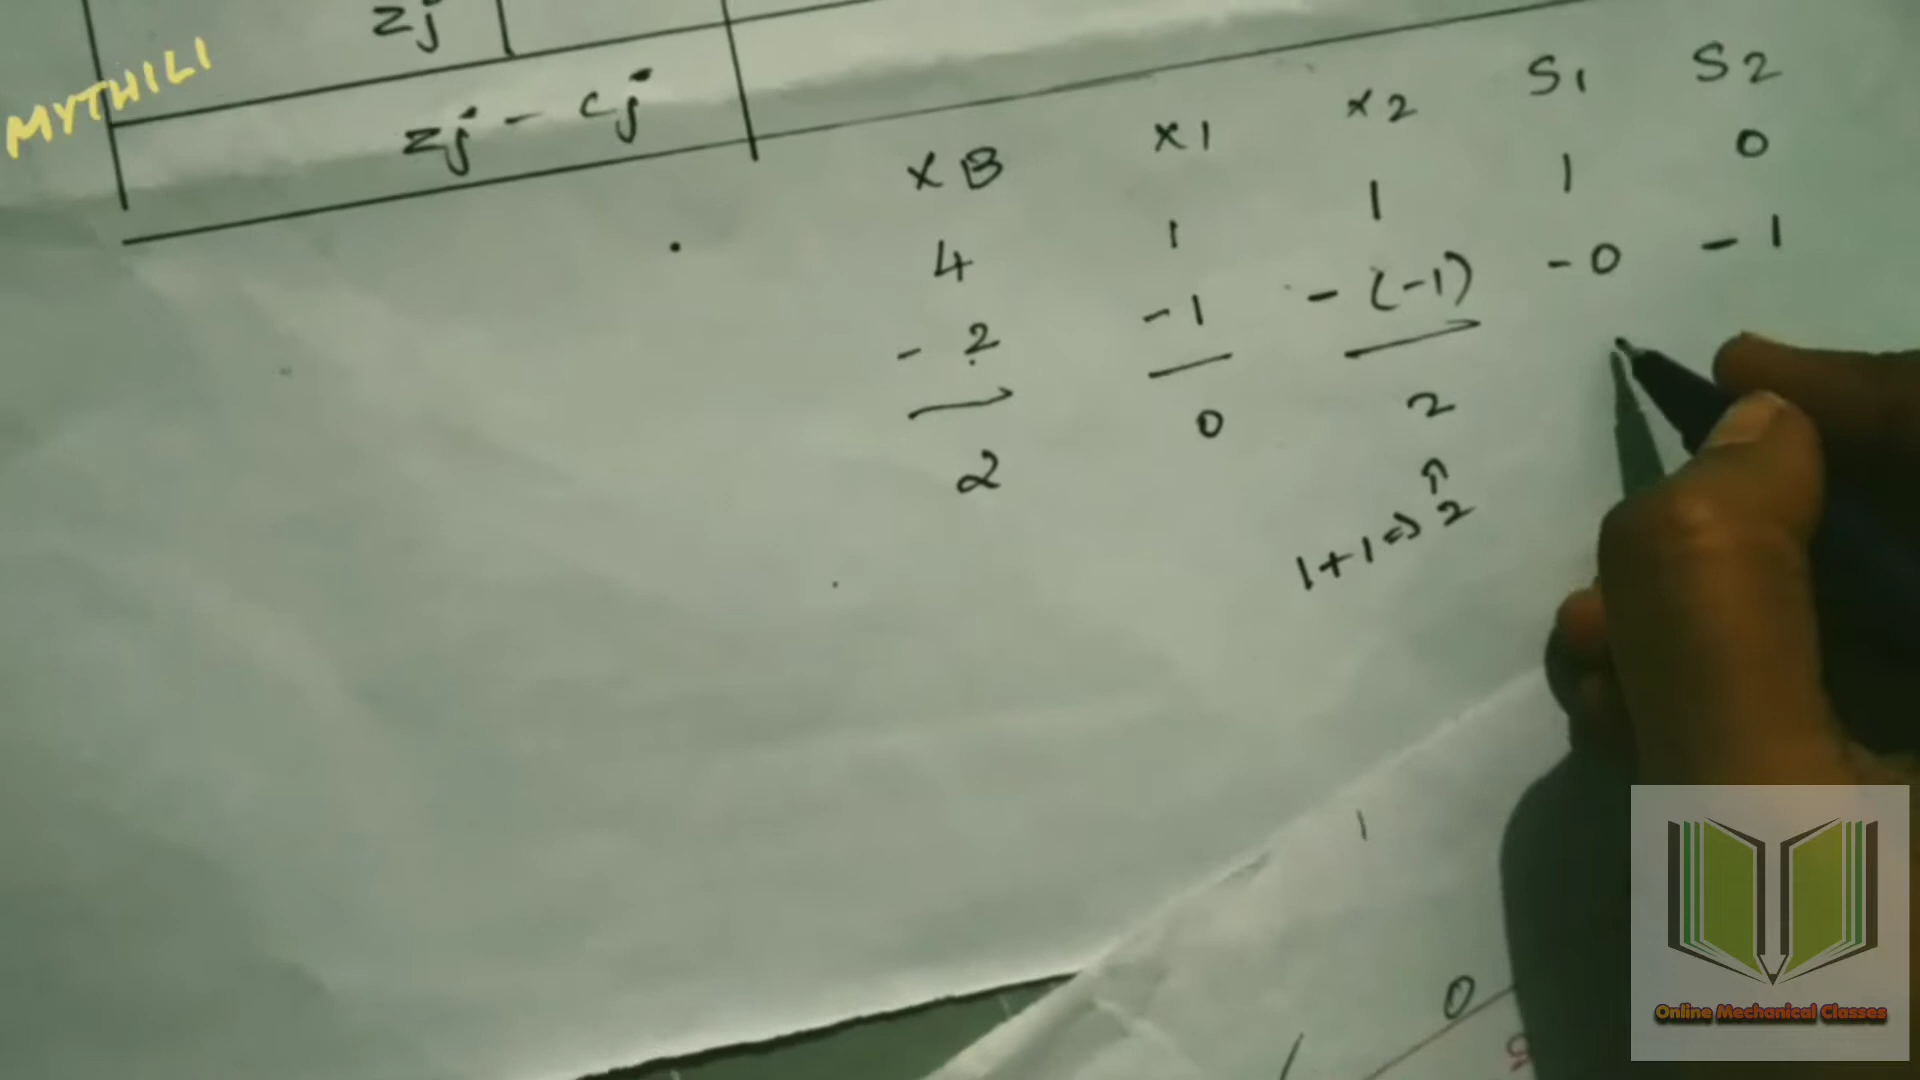 zj
MYTHILI
zj - cj
XB x1 x2 S1 S2
4 1 1 1 0
- 2 - 1 - (-1) - 0 - 1
2 0 2
1+1 => 2
1
0
Online Mechanical Classes